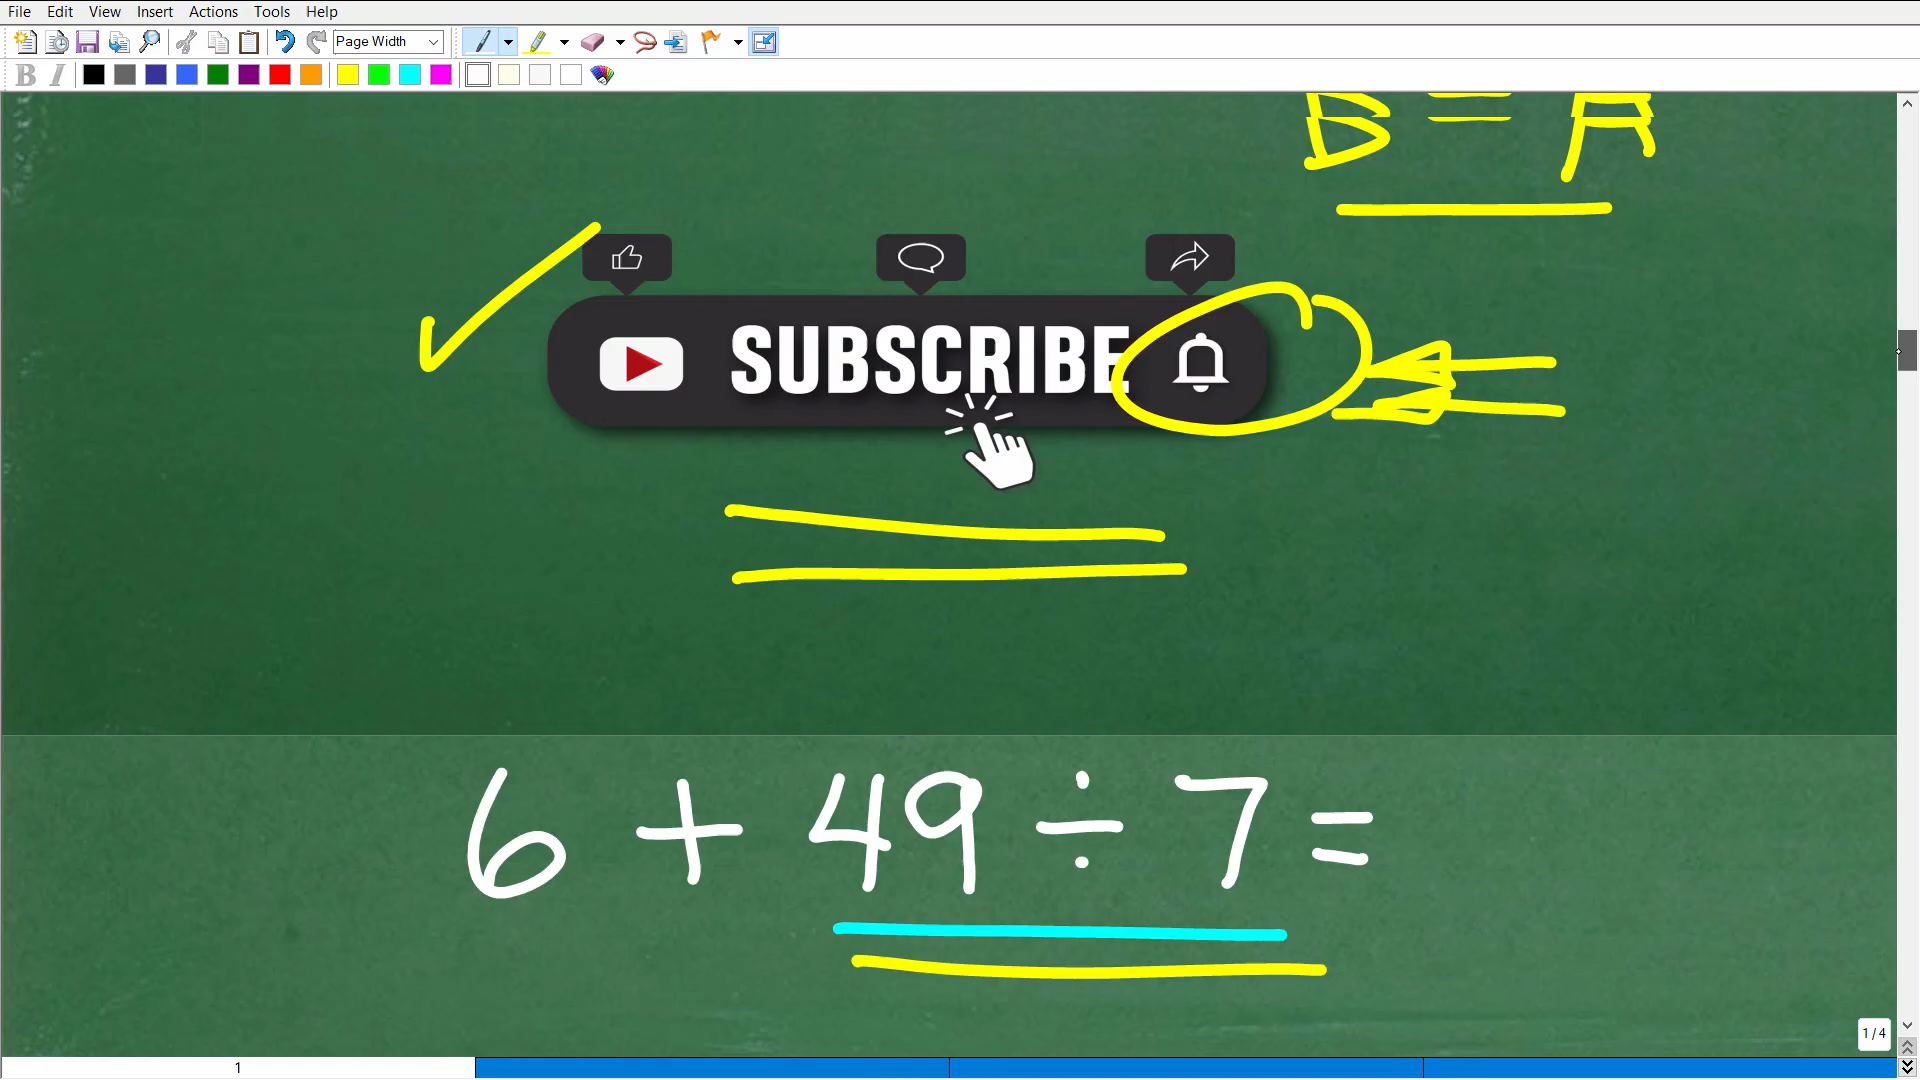 File Edit View Insert Actions Tools Help
Page Width
B I
B = A
SUBSCRIBE
6 + 49 ÷ 7 =
1 / 4
1